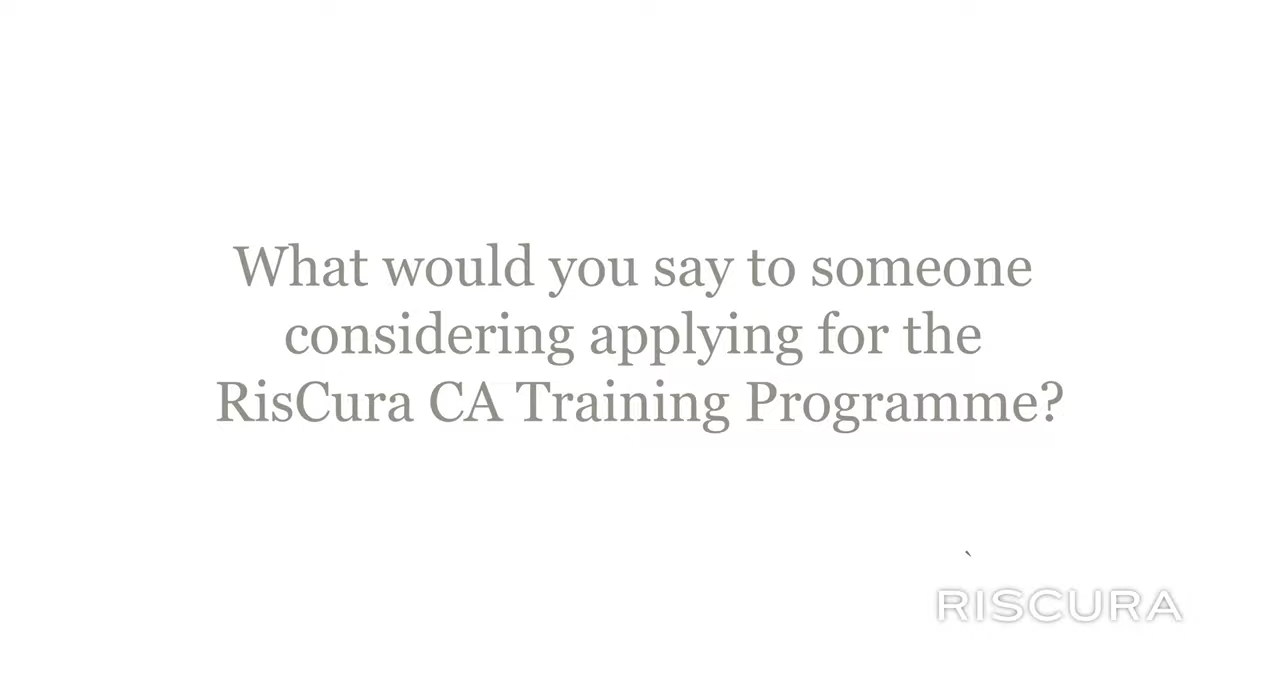 What would you say to someone
considering applying for the
RisCura CA Training Programme?
`
RISCURA